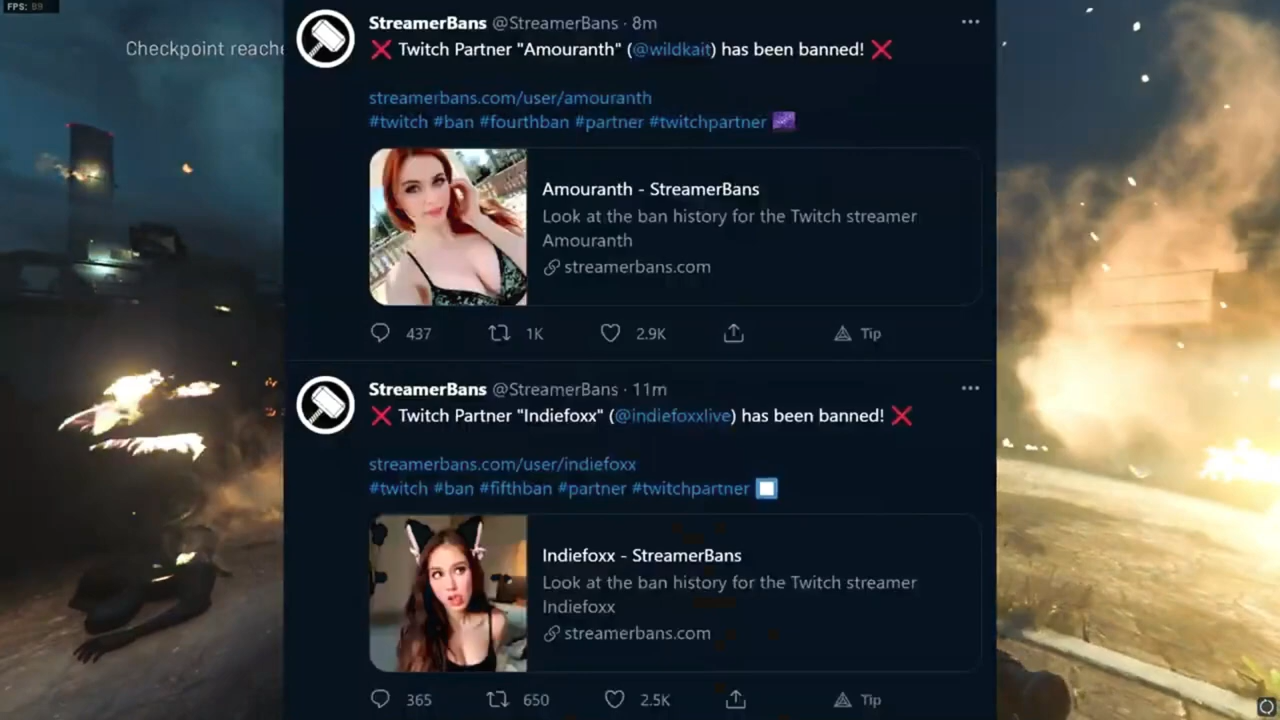 FPS: 89
Checkpoint reache
StreamerBans @StreamerBans · 8m
❌ Twitch Partner "Amouranth" (@wildkait) has been banned! ❌
streamerbans.com/user/amouranth
#twitch #ban #fourthban #partner #twitchpartner
Amouranth - StreamerBans
Look at the ban history for the Twitch streamer
Amouranth
streamerbans.com
437 1K 2.9K Tip
StreamerBans @StreamerBans · 11m
❌ Twitch Partner "Indiefoxx" (@indiefoxxlive) has been banned! ❌
streamerbans.com/user/indiefoxx
#twitch #ban #fifthban #partner #twitchpartner
Indiefoxx - StreamerBans
Look at the ban history for the Twitch streamer
Indiefoxx
streamerbans.com
365 650 2.5K Tip